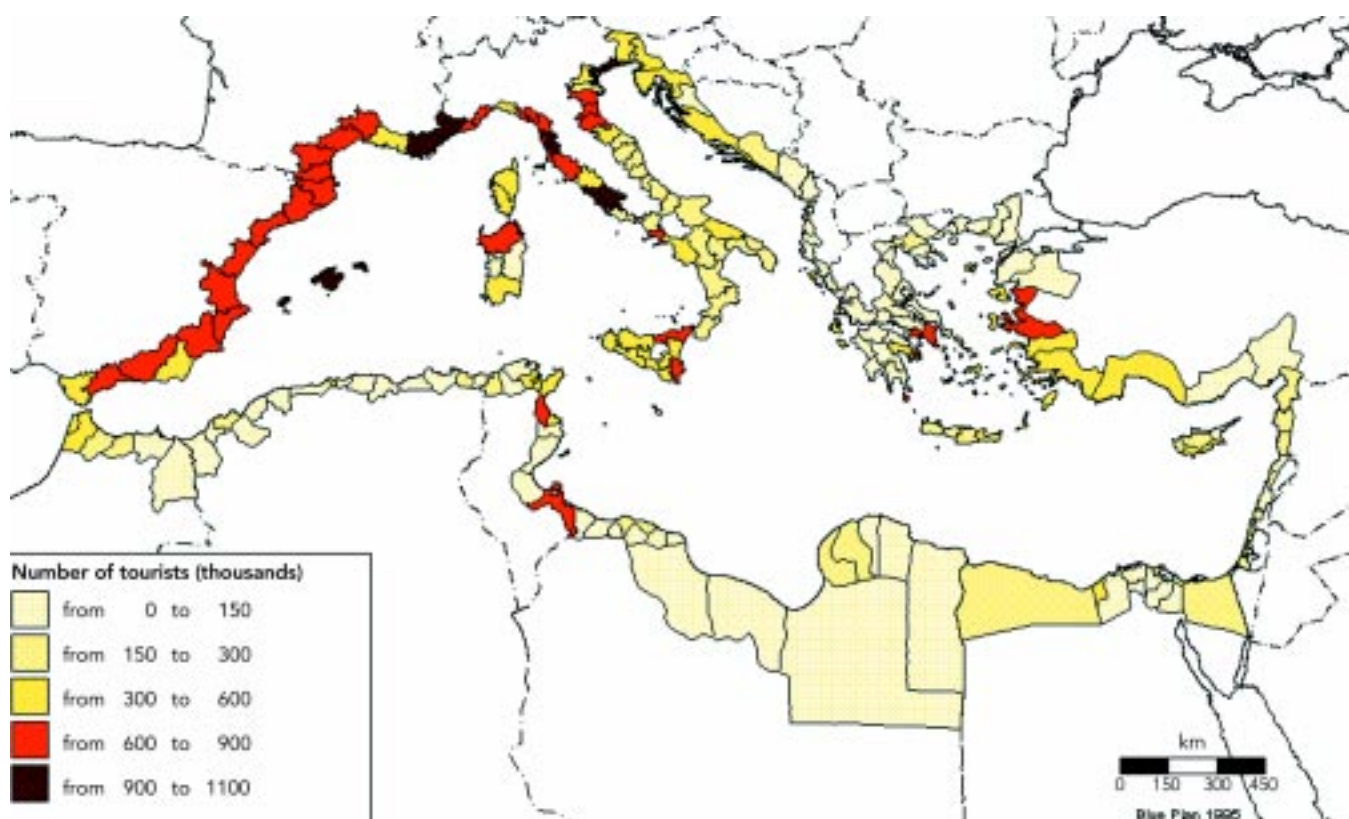 Number of tourists (thousands)
from 0 to 150
from 150 to 300
from 300 to 600
from 600 to 900
from 900 to 1100
km
0 150 300 450
Blue Plan 1995